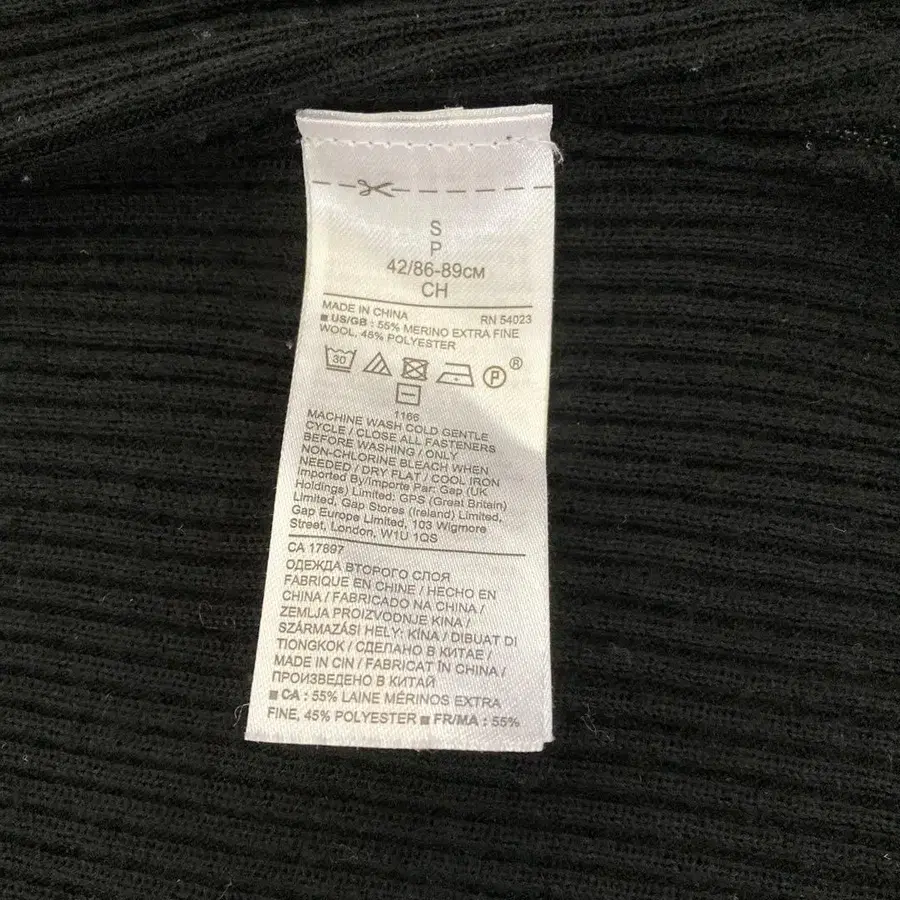 S
P
42/86-89CM
CH
MADE IN CHINA RN 54023
■ US/GB : 55% MERINO EXTRA FINE
WOOL, 45% POLYESTER
30 P ®
1166
MACHINE WASH COLD GENTLE
CYCLE / CLOSE ALL FASTENERS
BEFORE WASHING / ONLY
NON-CHLORINE BLEACH WHEN
NEEDED / DRY FLAT / COOL IRON
Imported By/Importe Par: Gap (UK
Holdings) Limited; GPS (Great Britain)
Limited, Gap Stores (Ireland) Limited,
Gap Europe Limited, 103 Wigmore
Street, London, W1U 1QS
CA 17897
ОДЕЖДА ВТОРОГО СЛОЯ
FABRIQUE EN CHINE / HECHO EN
CHINA / FABRICADO NA CHINA /
ZEMLJA PROIZVODNJE KINA /
SZÁRMAZÁSI HELY: KÍNA / DIBUAT DI
TIONGKOK / СДЕЛАНО В КИТАЕ /
MADE IN CIN / FABRICAT ÎN CHINA /
ПРОИЗВЕДЕНО В КИТАЙ
■ CA : 55% LAINE MÉRINOS EXTRA
FINE, 45% POLYESTER ■ FR/MA : 55%